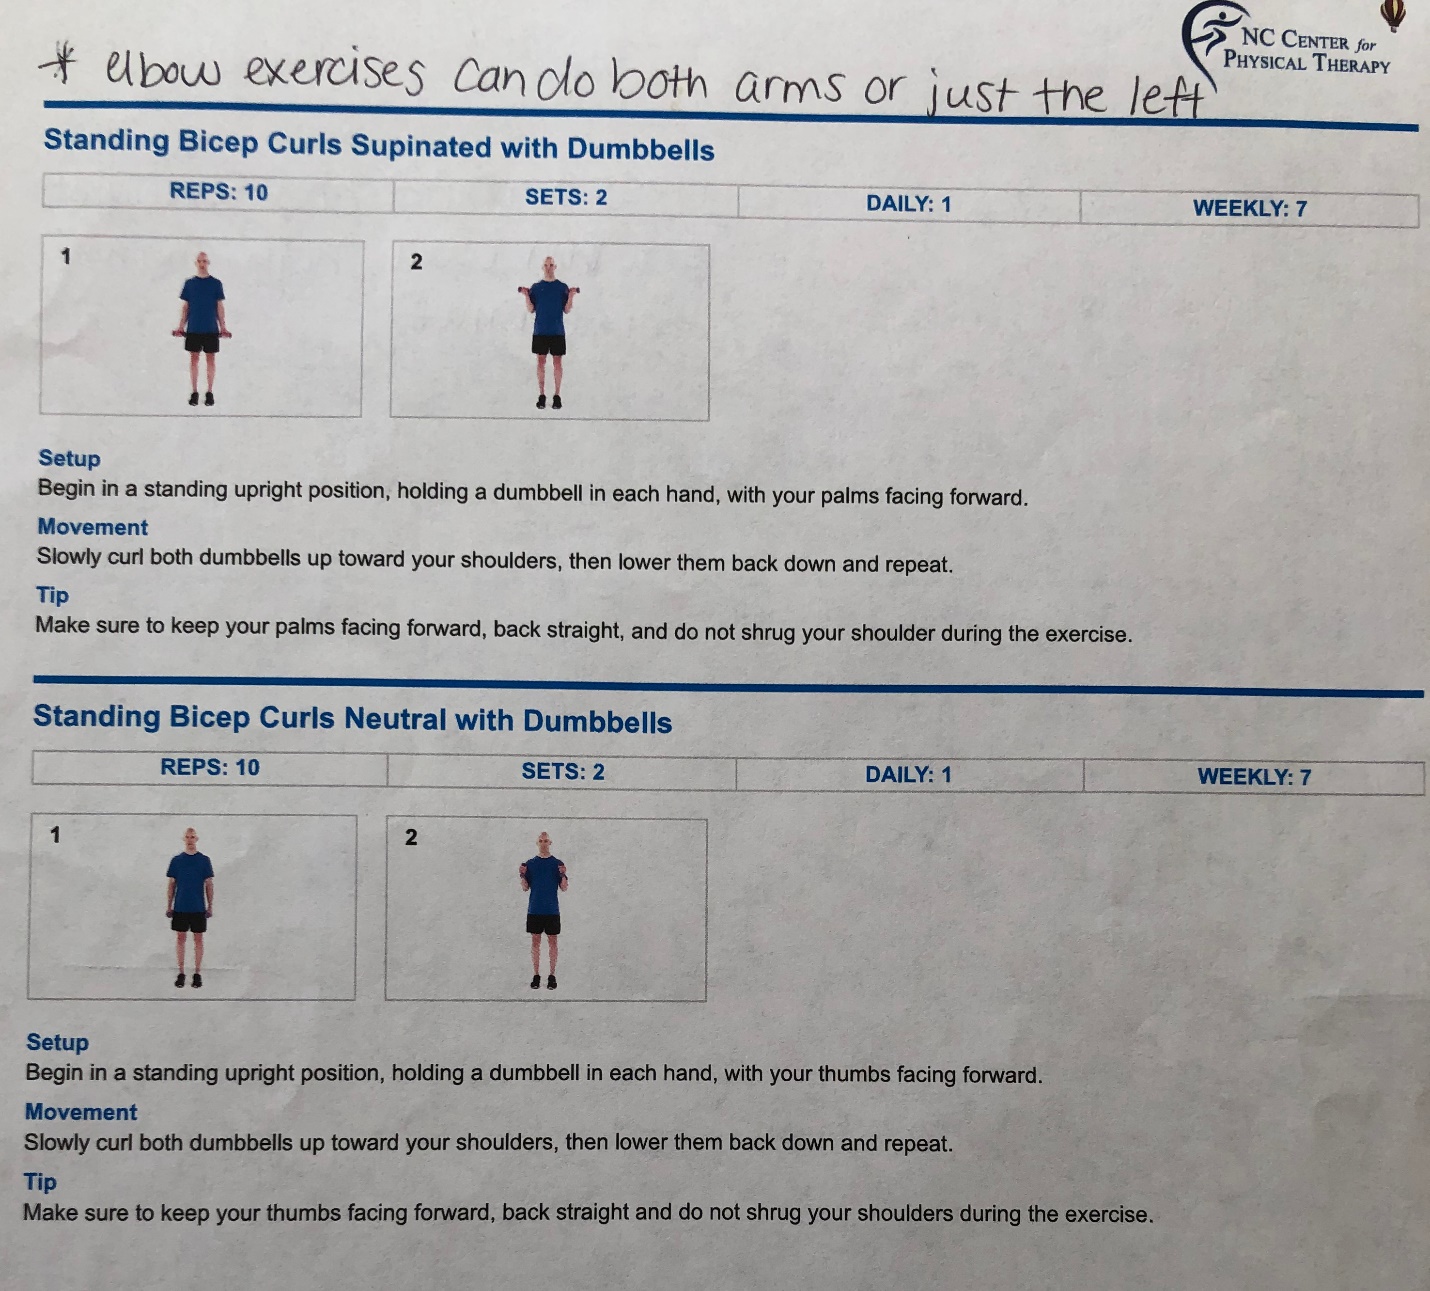 NC CENTER for
PHYSICAL THERAPY
* elbow exercises can do both arms or just the left
Standing Bicep Curls Supinated with Dumbbells
REPS: 10 SETS: 2 DAILY: 1 WEEKLY: 7
1 2
Setup
Begin in a standing upright position, holding a dumbbell in each hand, with your palms facing forward.
Movement
Slowly curl both dumbbells up toward your shoulders, then lower them back down and repeat.
Tip
Make sure to keep your palms facing forward, back straight, and do not shrug your shoulder during the exercise.
Standing Bicep Curls Neutral with Dumbbells
REPS: 10 SETS: 2 DAILY: 1 WEEKLY: 7
1 2
Setup
Begin in a standing upright position, holding a dumbbell in each hand, with your thumbs facing forward.
Movement
Slowly curl both dumbbells up toward your shoulders, then lower them back down and repeat.
Tip
Make sure to keep your thumbs facing forward, back straight and do not shrug your shoulders during the exercise.